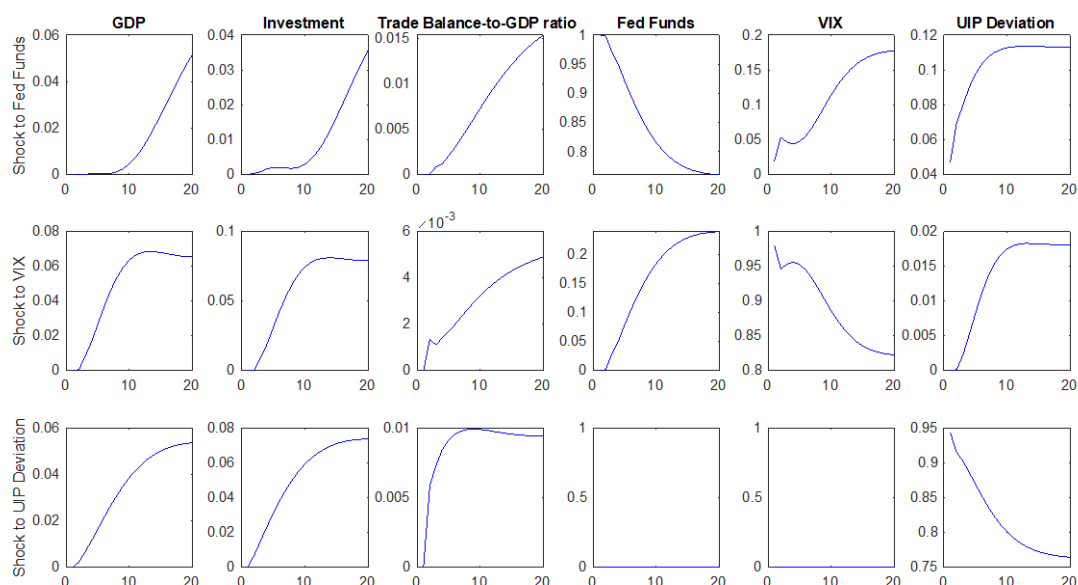 GDP Investment Trade Balance-to-GDP ratio Fed Funds VIX UIP Deviation
Shock to Fed Funds
0.06 0.04 0.015 1 0.2 0.12
0.03 0.95 0.15 0.1
0.04 0.01 0.9
0.02 0.1 0.08
0.02 0.005 0.85
0.01 0.05 0.06
0.8
0 0 0 0 0.04
0 10 20 0 10 20 0 10 20 0 10 20 0 10 20 0 10 20
Shock to VIX
0.08 0.1 6 ×10^-3 1 0.02
0.06 0.2 0.95 0.015
4
0.04 0.05 0.15 0.9 0.01
0.1
0.02 2 0.05 0.85 0.005
0 0 0 0 0.8 0
0 10 20 0 10 20 0 10 20 0 10 20 0 10 20 0 10 20
Shock to UIP Deviation
0.06 0.08 0.01 1 1 0.95
0.06 0.9
0.04
0.04 0.005 0.5 0.5 0.85
0.02
0.02 0.8
0 0 0 0 0 0.75
0 10 20 0 10 20 0 10 20 0 10 20 0 10 20 0 10 20